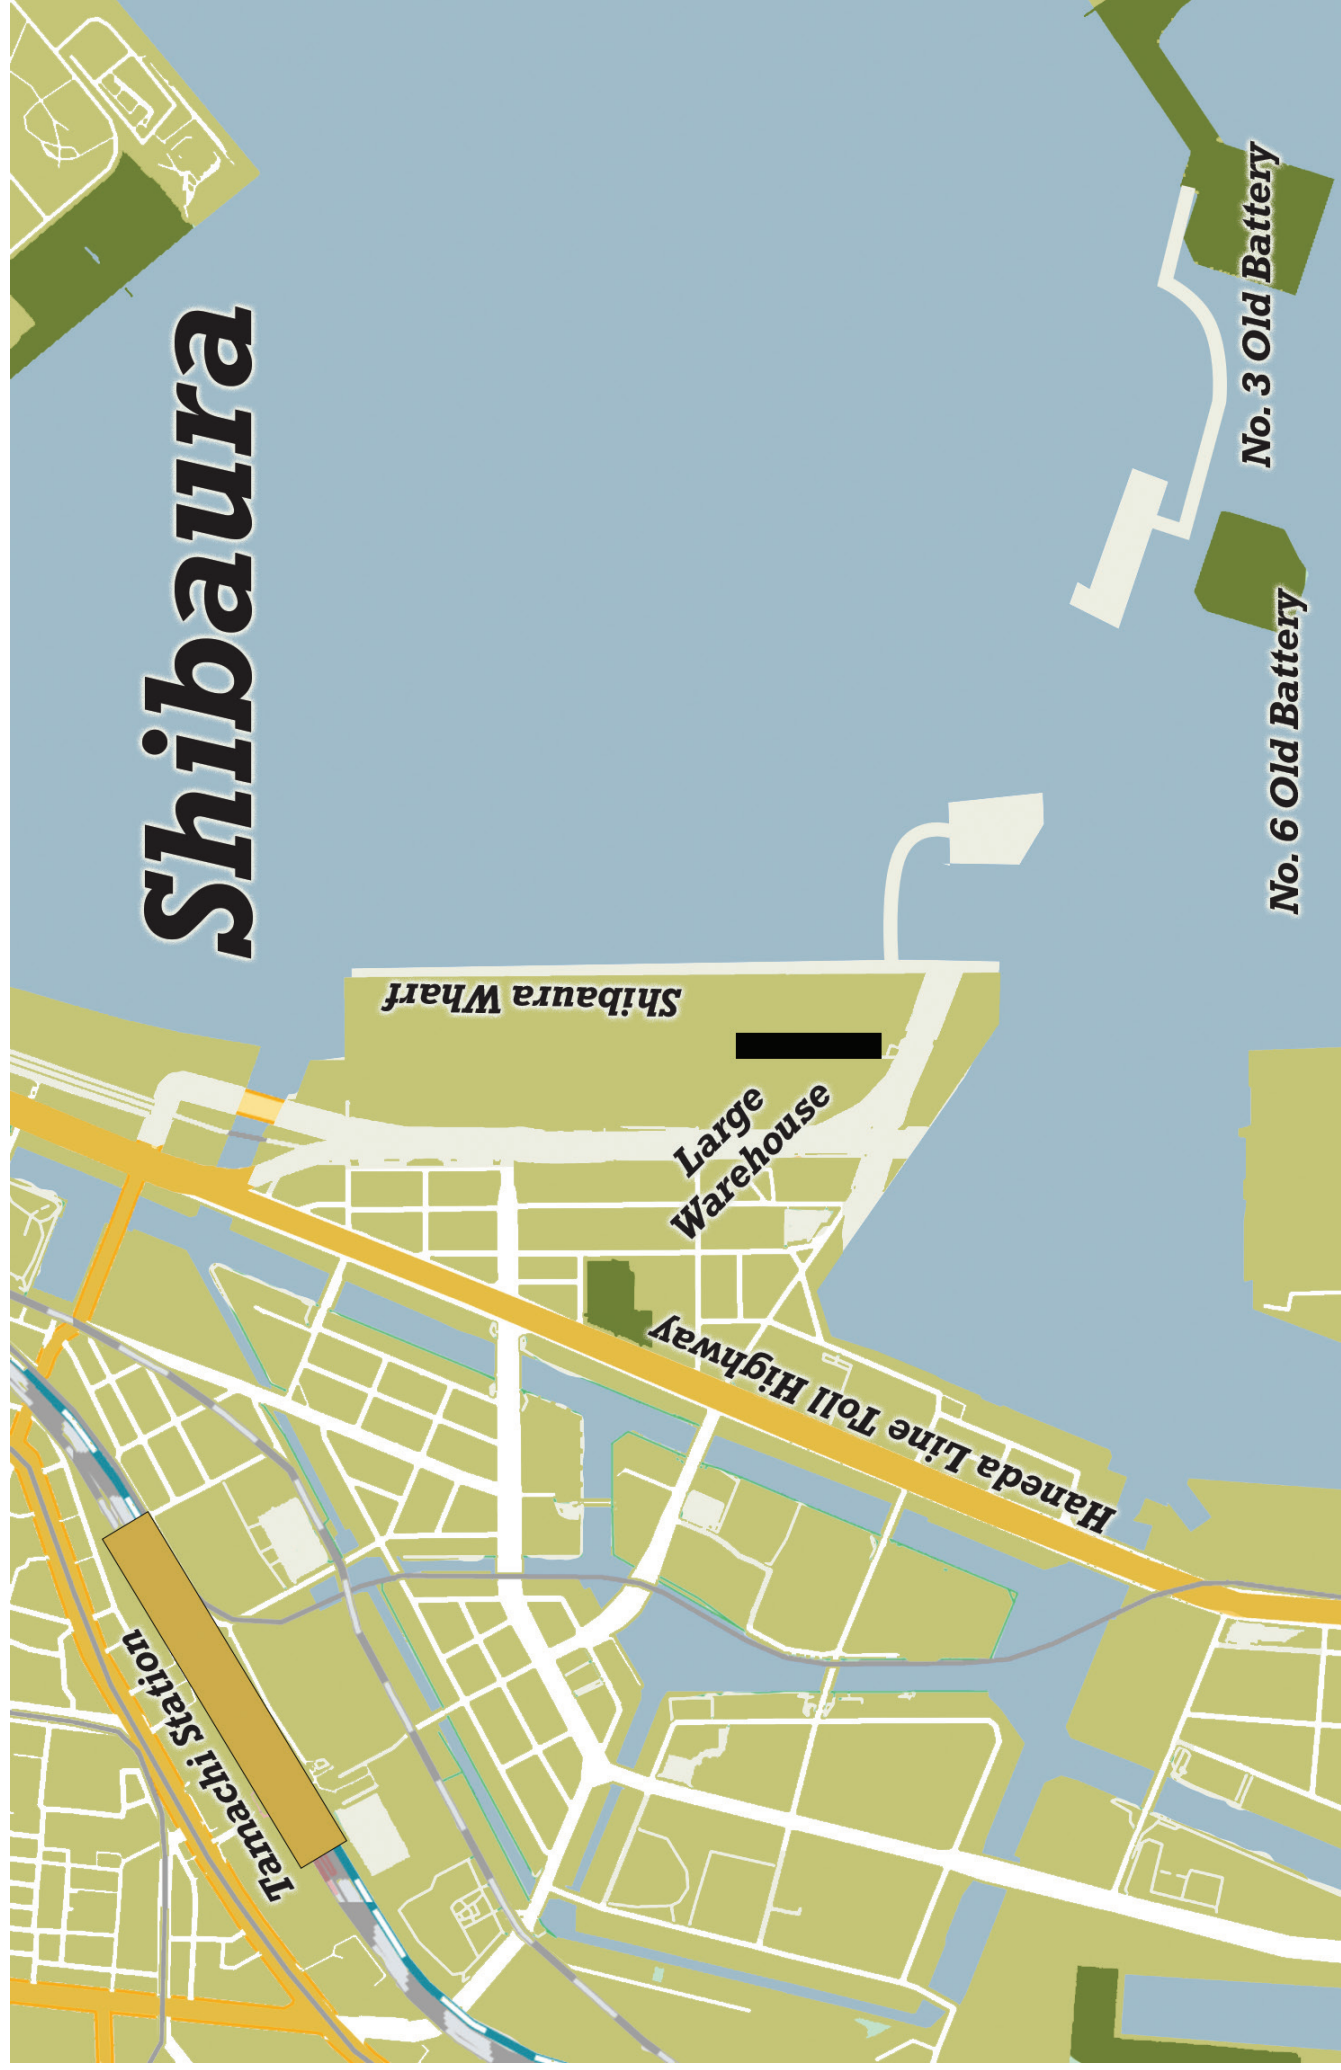 Shibaura
No. 3 Old Battery
No. 6 Old Battery
Shibaura Wharf
Large
Warehouse
Haneda Line Toll Highway
Tamachi Station